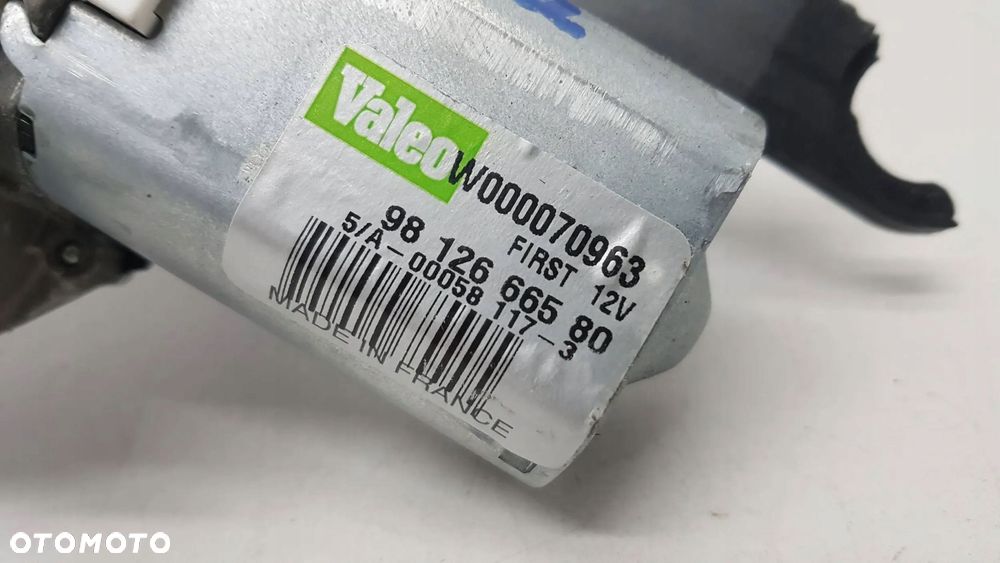 Valeo
W000070963
FIRST 12V
98 126 665 80
5/A-00058 117-3
MADE IN FRANCE
OTOMOTO